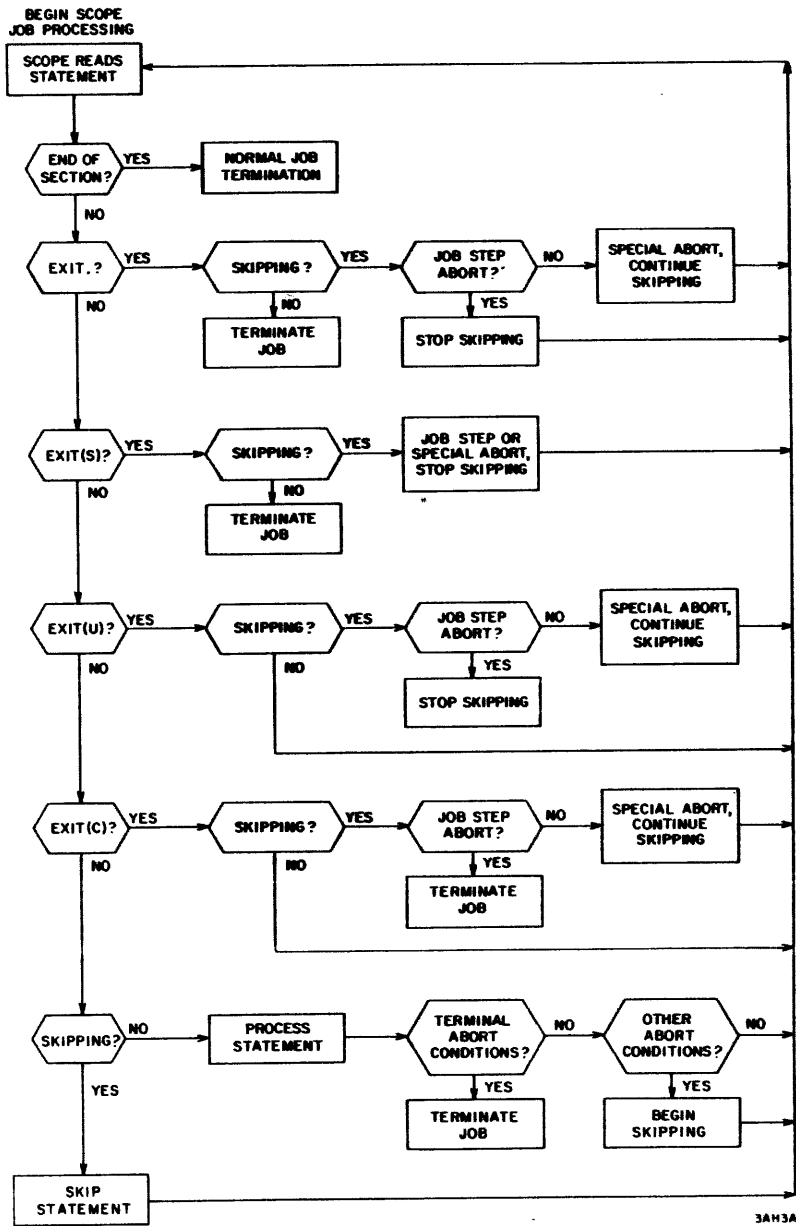 BEGIN SCOPE
JOB PROCESSING
SCOPE READS
STATEMENT
END OF
SECTION?
YES
NORMAL JOB
TERMINATION
NO
EXIT.?
YES
SKIPPING?
YES
JOB STEP
ABORT?
NO
SPECIAL ABORT,
CONTINUE
SKIPPING
NO
NO
YES
TERMINATE
JOB
STOP SKIPPING
EXIT(S)?
YES
SKIPPING?
YES
JOB STEP OR
SPECIAL ABORT,
STOP SKIPPING
NO
NO
TERMINATE
JOB
EXIT(U)?
YES
SKIPPING?
YES
JOB STEP
ABORT?
NO
SPECIAL ABORT,
CONTINUE
SKIPPING
NO
NO
YES
STOP SKIPPING
EXIT(C)?
YES
SKIPPING?
YES
JOB STEP
ABORT?
NO
SPECIAL ABORT,
CONTINUE
SKIPPING
NO
NO
YES
TERMINATE
JOB
SKIPPING?
NO
PROCESS
STATEMENT
TERMINAL
ABORT
CONDITIONS?
NO
OTHER
ABORT
CONDITIONS?
NO
YES
YES
YES
TERMINATE
JOB
BEGIN
SKIPPING
SKIP
STATEMENT
3AH3A